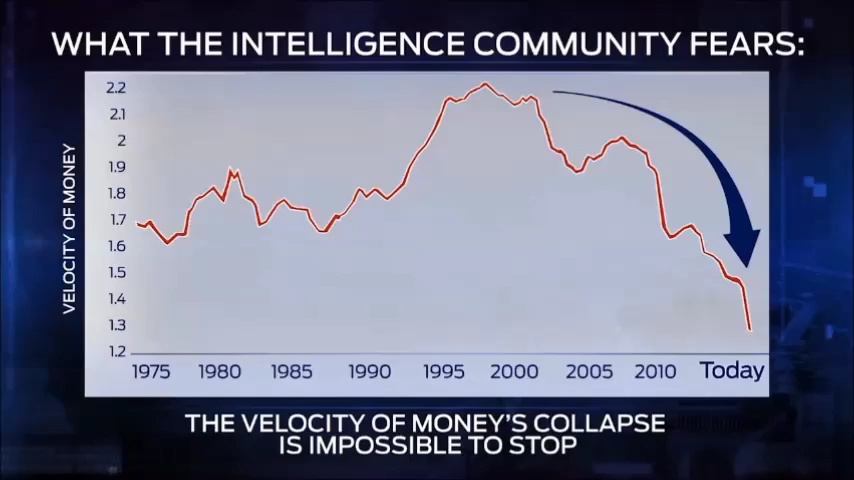 WHAT THE INTELLIGENCE COMMUNITY FEARS:
VELOCITY OF MONEY
2.2
2.1
2
1.9
1.8
1.7
1.6
1.5
1.4
1.3
1.2
1975 1980 1985 1990 1995 2000 2005 2010 Today
THE VELOCITY OF MONEY'S COLLAPSE
IS IMPOSSIBLE TO STOP